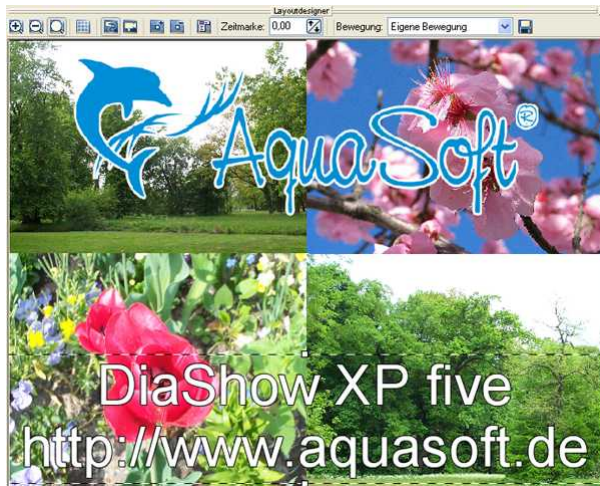 Layoutdesigner
Zeitmarke: 0,00 Bewegung: Eigene Bewegung
AquaSoft®
DiaShow XP five
http://www.aquasoft.de